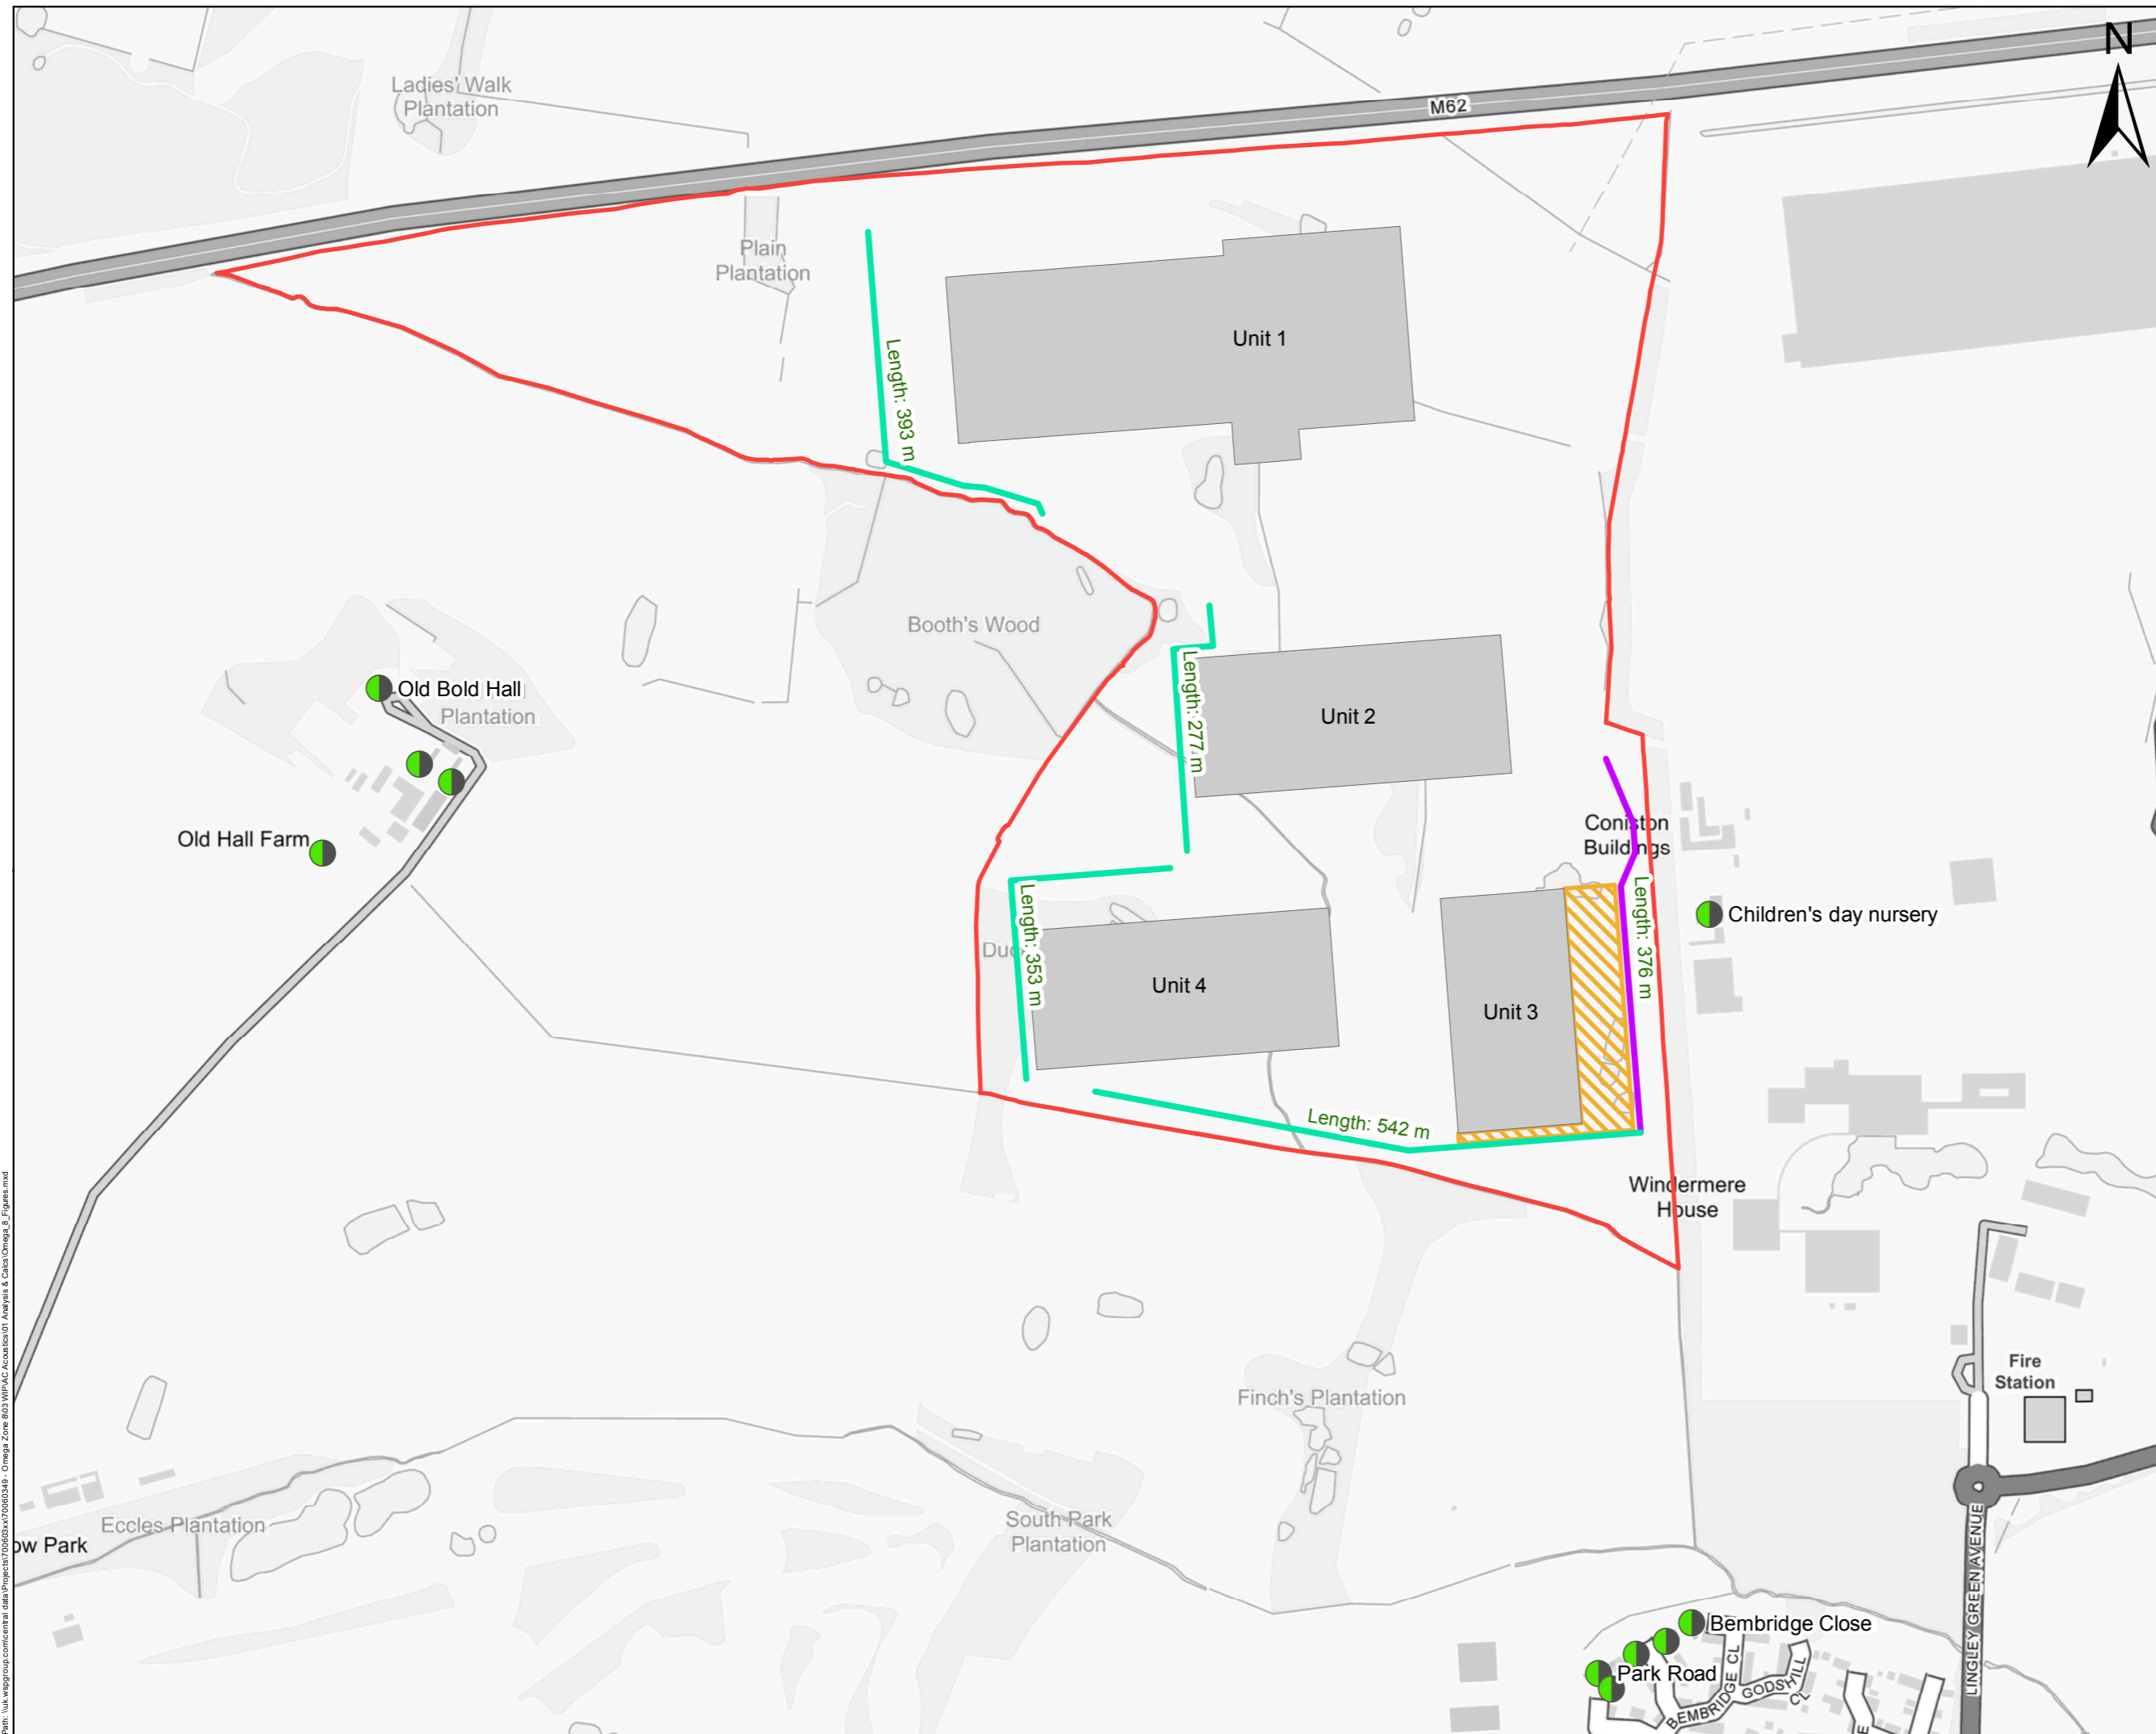 N
M62
Ladies' Walk
Plantation
Plain
Plantation
Unit 1
Length: 393 m
Booth's Wood
Old Bold Hall
Plantation
Length: 277 m
Unit 2
Old Hall Farm
Coniston
Buildings
Length: 376 m
Children's day nursery
Length: 353 m
Unit 4
Unit 3
Length: 542 m
Windermere
House
Fire
Station
Finch's Plantation
South Park
Plantation
Eccles Plantation
ow Park
LINGLEY GREEN AVENUE
Bembridge Close
Park Road
BEMBRIDGE CL
GODSHILL
CL